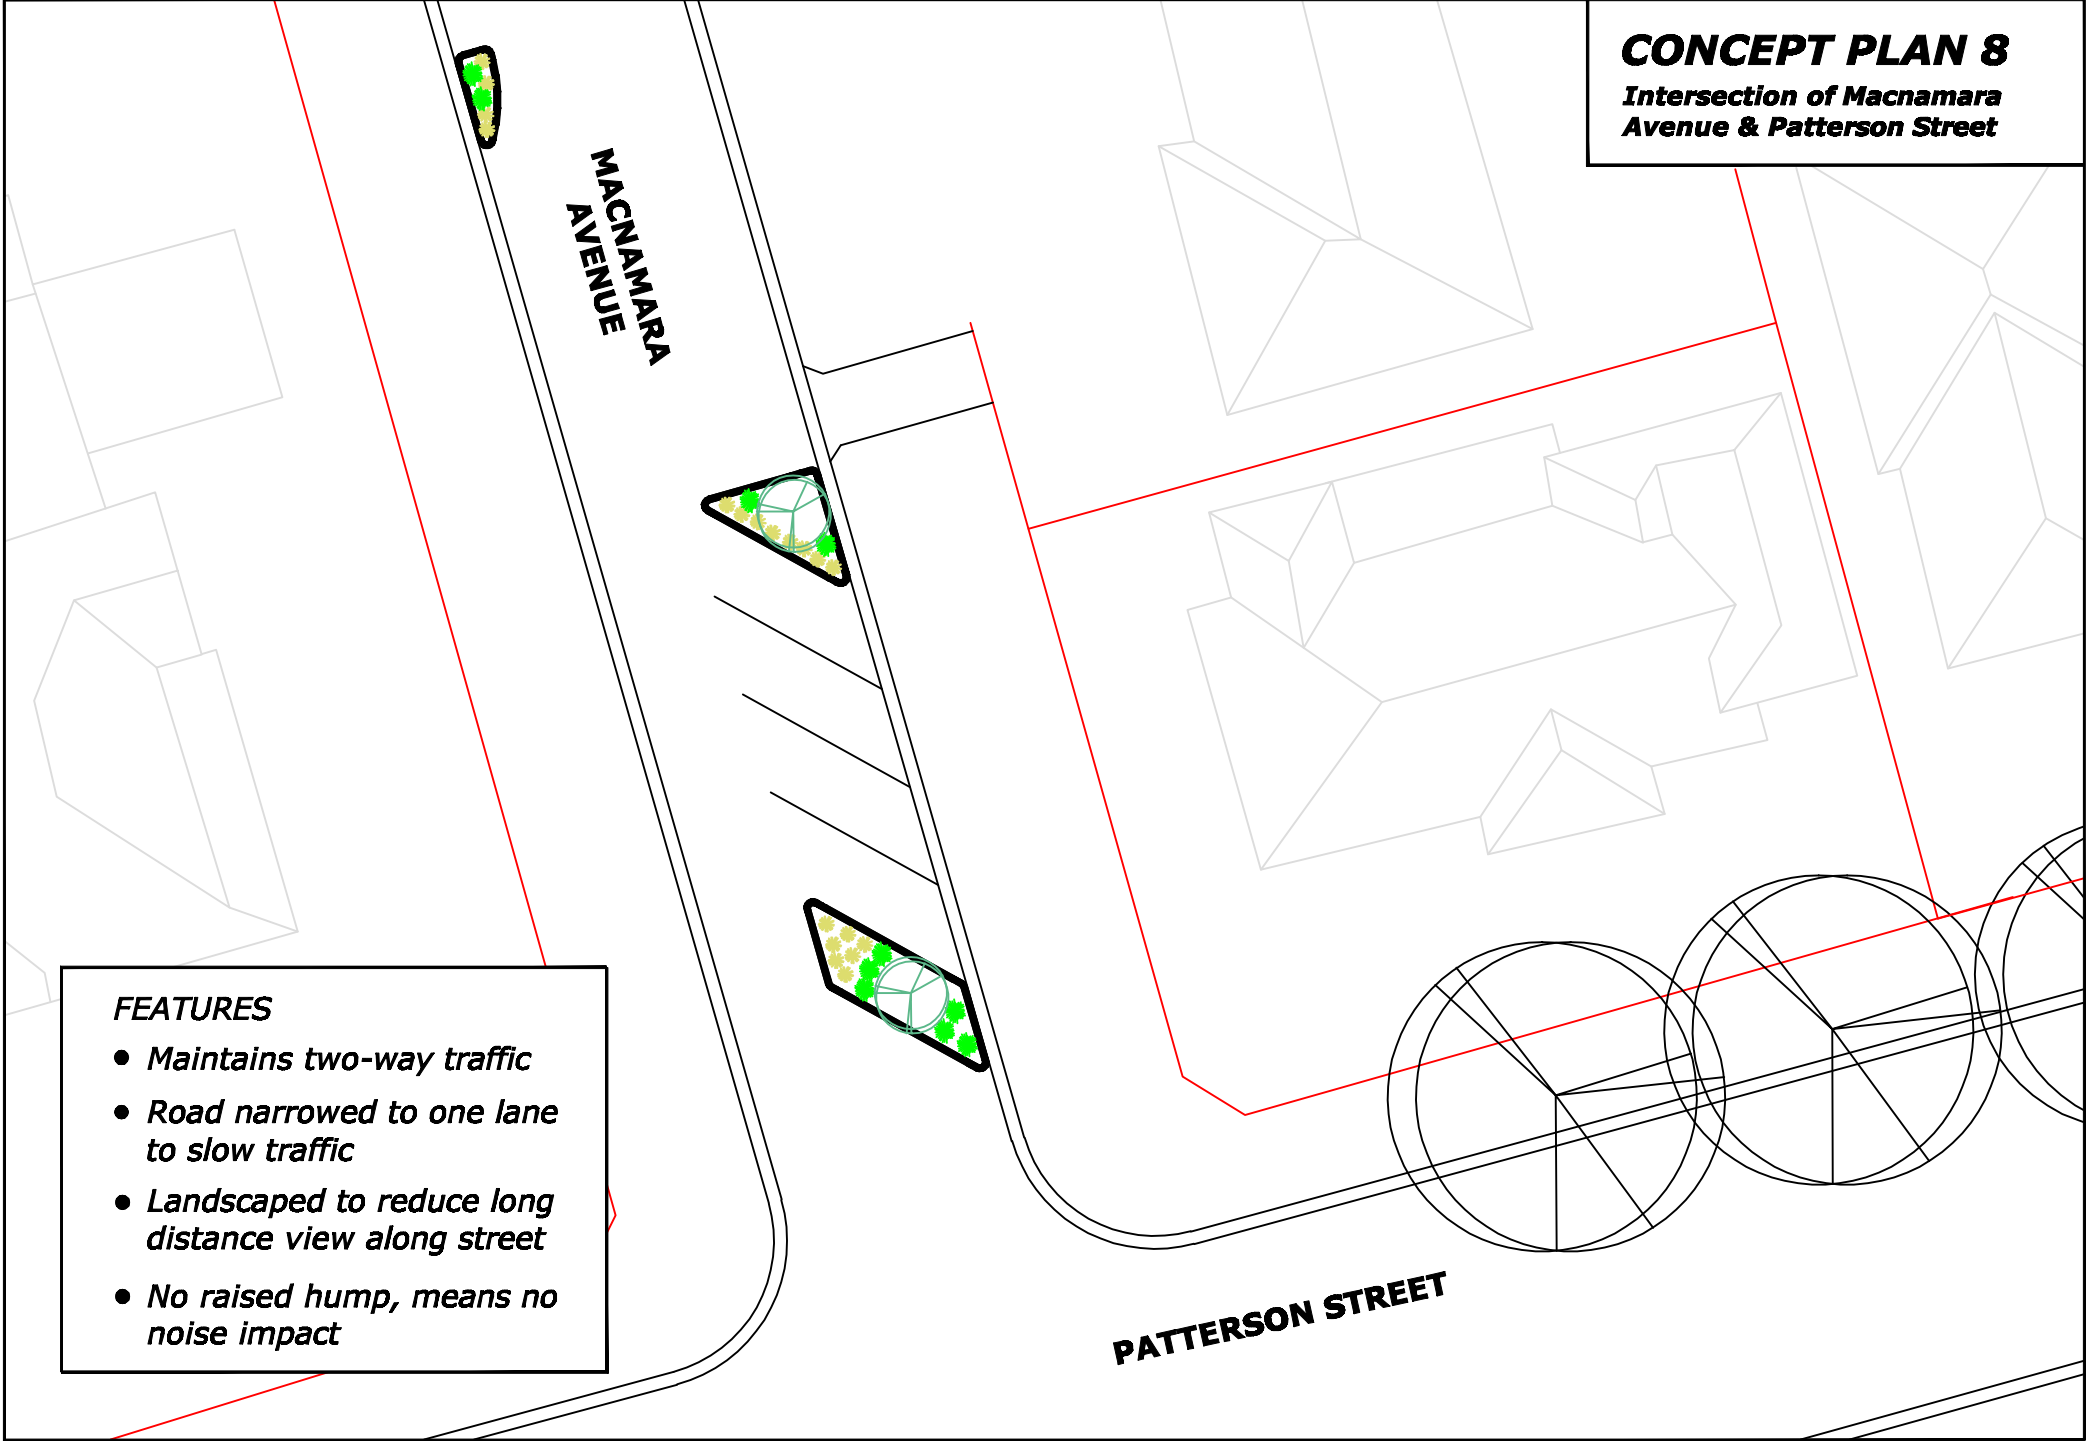 CONCEPT PLAN 8
Intersection of Macnamara
Avenue & Patterson Street
MACNAMARA
AVENUE
FEATURES
● Maintains two-way traffic
● Road narrowed to one lane
to slow traffic
● Landscaped to reduce long
distance view along street
● No raised hump, means no
noise impact
PATTERSON STREET